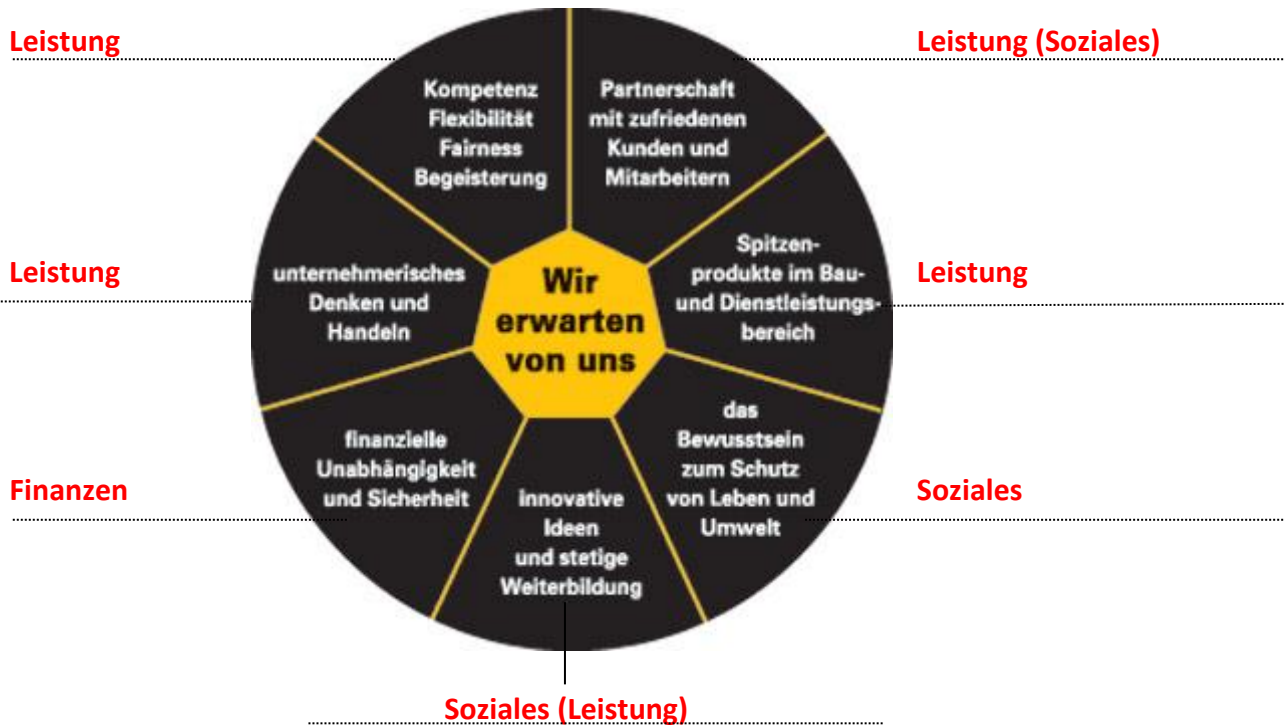 Leistung
Leistung (Soziales)
Kompetenz
Flexibilität
Fairness
Begeisterung
Partnerschaft
mit zufriedenen
Kunden und
Mitarbeitern
Leistung
unternehmerisches
Denken und
Handeln
Wir
erwarten
von uns
Spitzen-
produkte im Bau-
und Dienstleistungs-
bereich
Leistung
Finanzen
finanzielle
Unabhängigkeit
und Sicherheit
innovative
Ideen
und stetige
Weiterbildung
das
Bewusstsein
zum Schutz
von Leben und
Umwelt
Soziales
Soziales (Leistung)